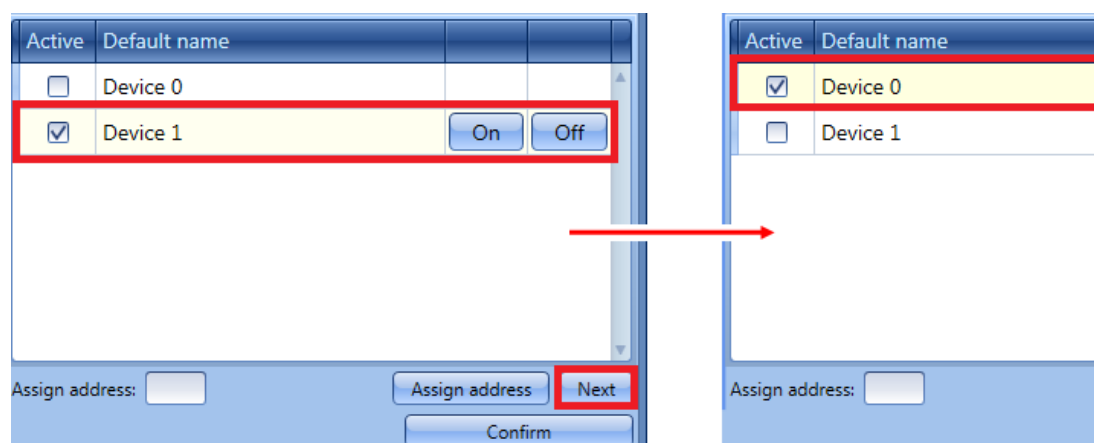 Active Default name
Device 0
Device 1 On Off
Assign address: Assign address Next
Confirm
Active Default name
Device 0
Device 1
Assign address: